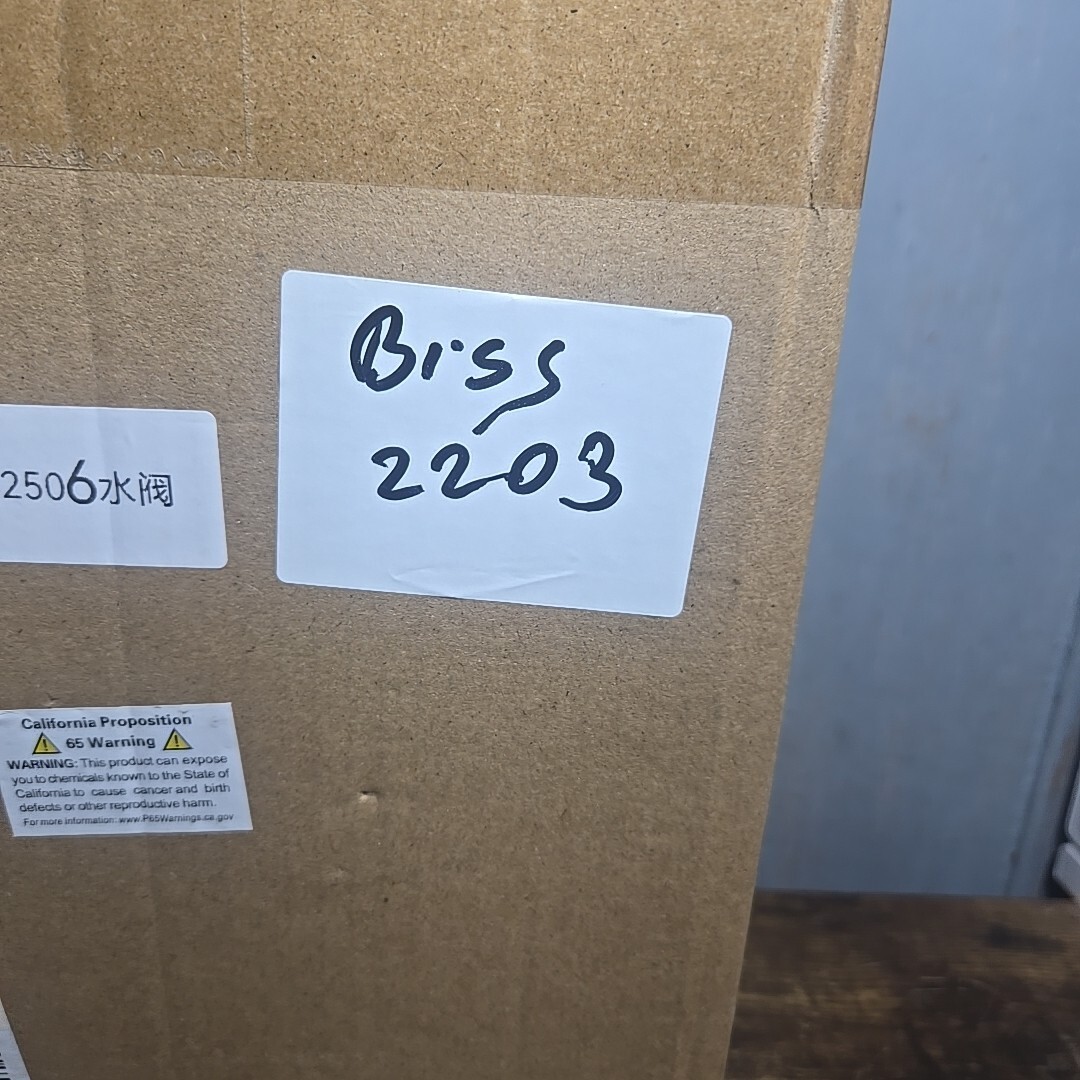 Biss
2203
2506水阀
California Proposition
65 Warning
WARNING: This product can expose
you to chemicals known to the State of
California to cause cancer and birth
defects or other reproductive harm.
For more information: www.P65Warnings.ca.gov